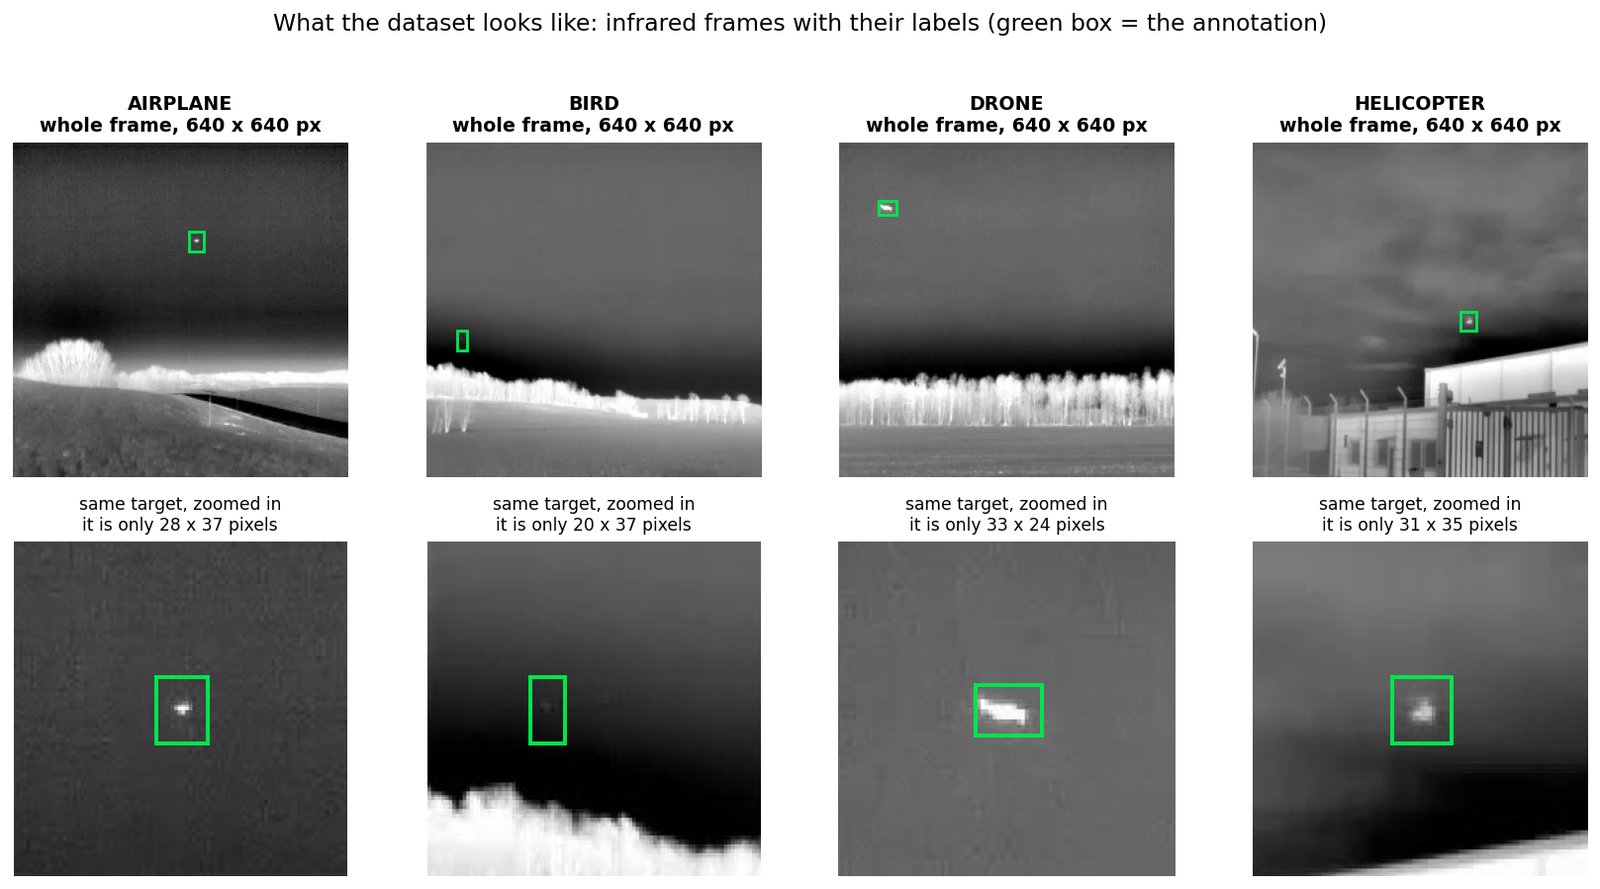 What the dataset looks like: infrared frames with their labels (green box = the annotation)
AIRPLANE
whole frame, 640 x 640 px
BIRD
whole frame, 640 x 640 px
DRONE
whole frame, 640 x 640 px
HELICOPTER
whole frame, 640 x 640 px
same target, zoomed in
it is only 28 x 37 pixels
same target, zoomed in
it is only 20 x 37 pixels
same target, zoomed in
it is only 33 x 24 pixels
same target, zoomed in
it is only 31 x 35 pixels